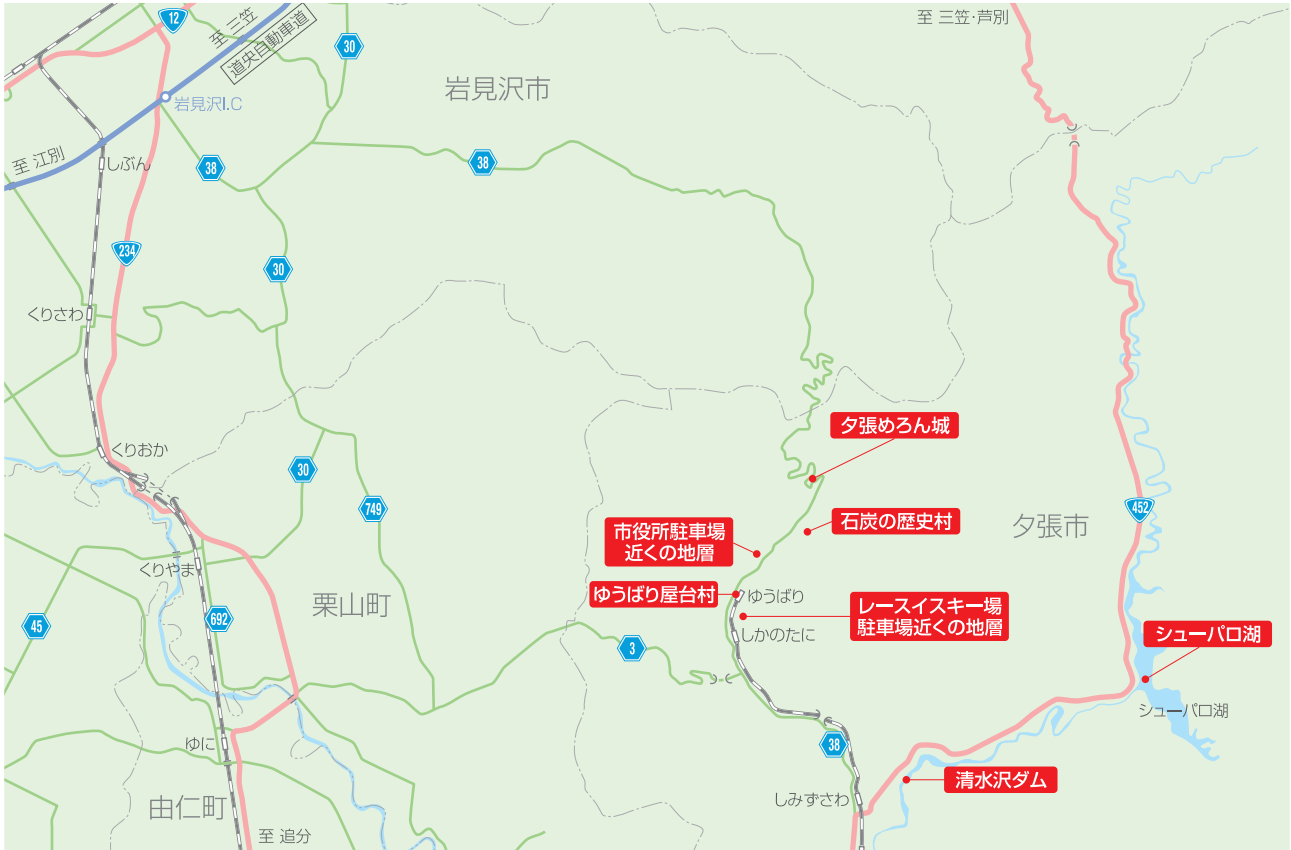 12
至 三笠
道央自動車道
30
至 三笠・芦別
岩見沢市
岩見沢I.C
至 江別
しぶん
38
38
234
30
くりさわ
夕張めろん城
くりおか
30
749
452
石炭の歴史村
夕張市
市役所駐車場
近くの地層
くりやま
ゆうばり屋台村
ゆうばり
レースイスキー場
駐車場近くの地層
栗山町
692
45
しかのたに
3
シューパロ湖
シューパロ湖
ゆに
38
清水沢ダム
しみずさわ
由仁町
至 追分